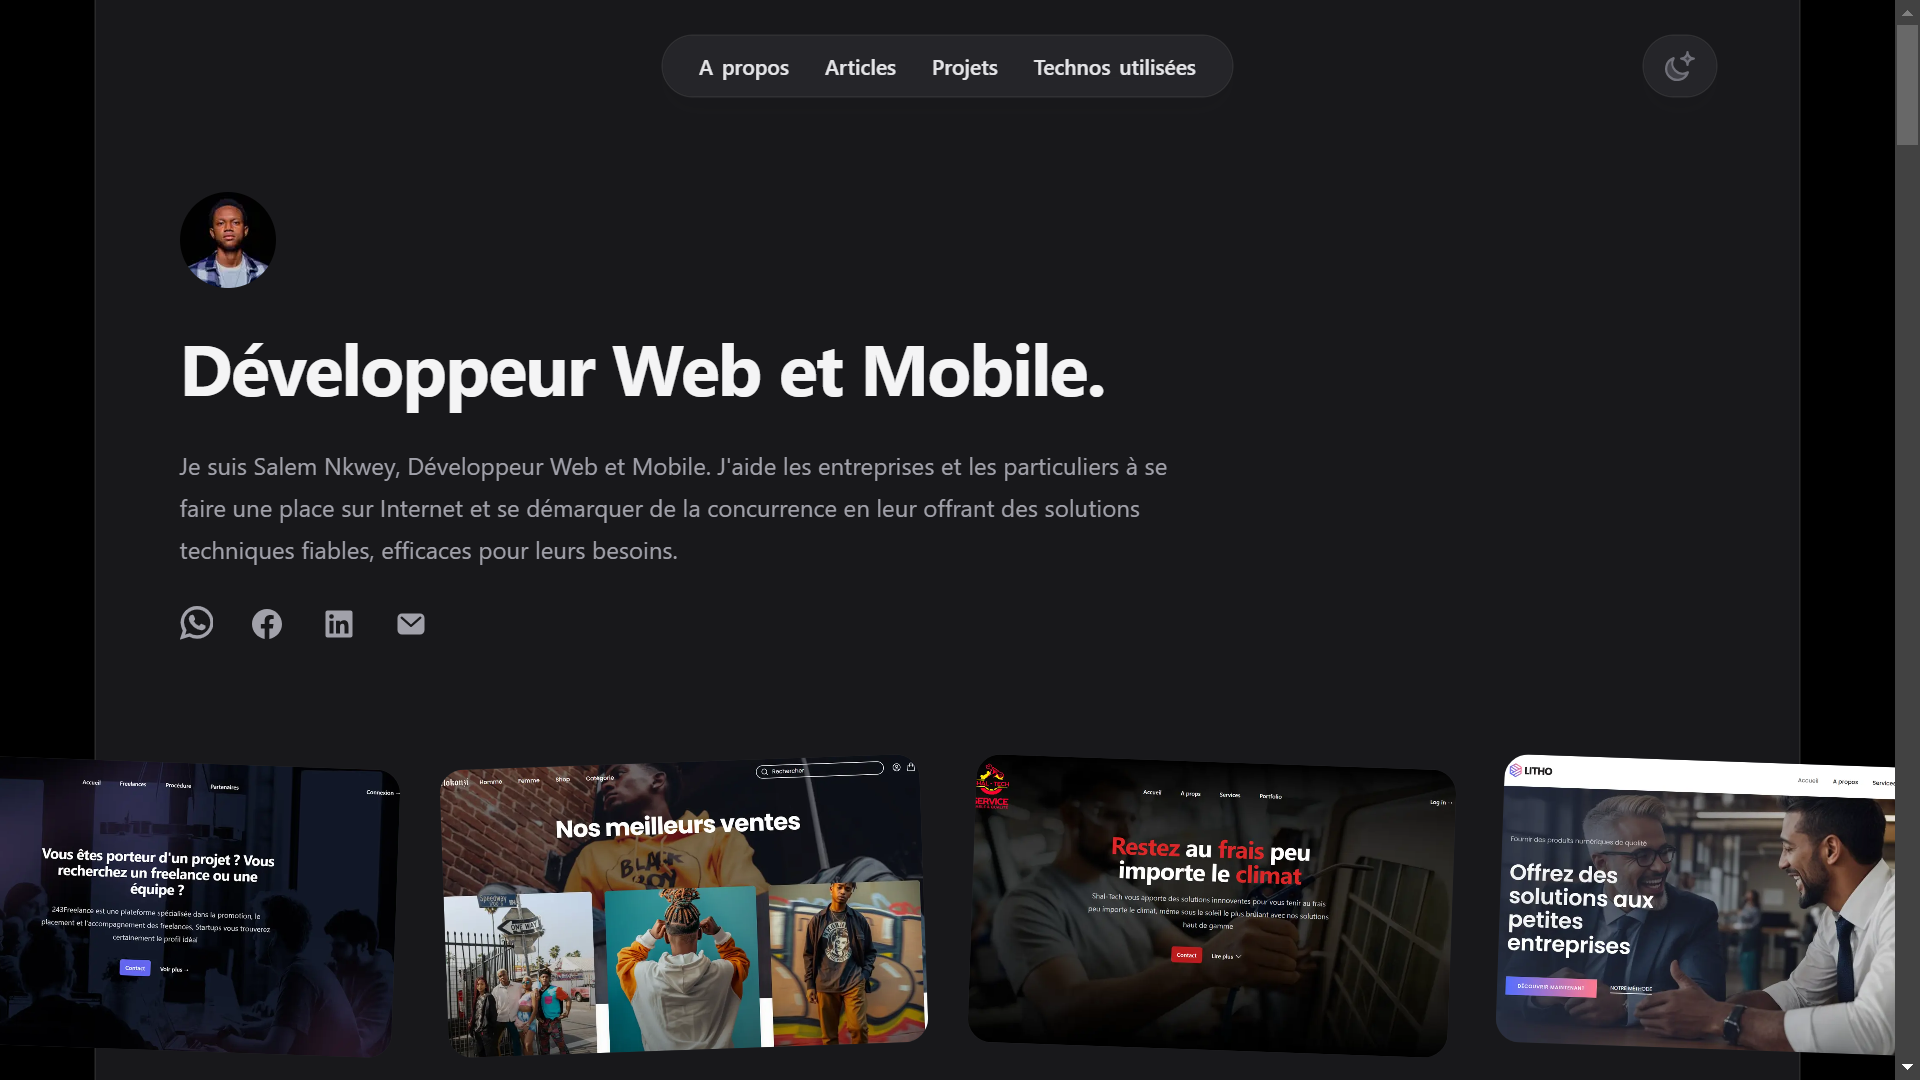 A propos
Articles
Projets
Technos utilisées
Développeur Web et Mobile.
Je suis Salem Nkwey, Développeur Web et Mobile. J'aide les entreprises et les particuliers à se
faire une place sur Internet et se démarquer de la concurrence en leur offrant des solutions
techniques fiables, efficaces pour leurs besoins.
Accueil
Freelances
Procédure
Partenaires
Connexion
Vous êtes porteur d'un projet ? Vous
recherchez un freelance ou une
équipe ?
243Freelance est une plateforme spécialisée dans la promotion, le
placement et l'accompagnement des freelances, Startups vous trouverez
certainement le profil idéal
Contact
Voir plus →
Homme
Femme
Shop
Catégorie
Rechercher
Nos meilleurs ventes
BLACK
SPEEDWAY
ONE WAY
SERVICE
Accueil
A props
Services
Portfolio
Log in
Restez au frais peu
importe le climat
Shal-Tech vous apporte des solutions innnoventes pour vous tenir au frais
peu importe le climat, même sous le soleil le plus brûlant avec nos solutions
haut de gamme
Contact
Lire plus
LITHO
Accueil
A propos
Services
Fournir des produits numériques de qualité
Offrez des
solutions aux
petites
entreprises
DÉCOUVRIR MAINTENANT
NOTRE MÉTHODE